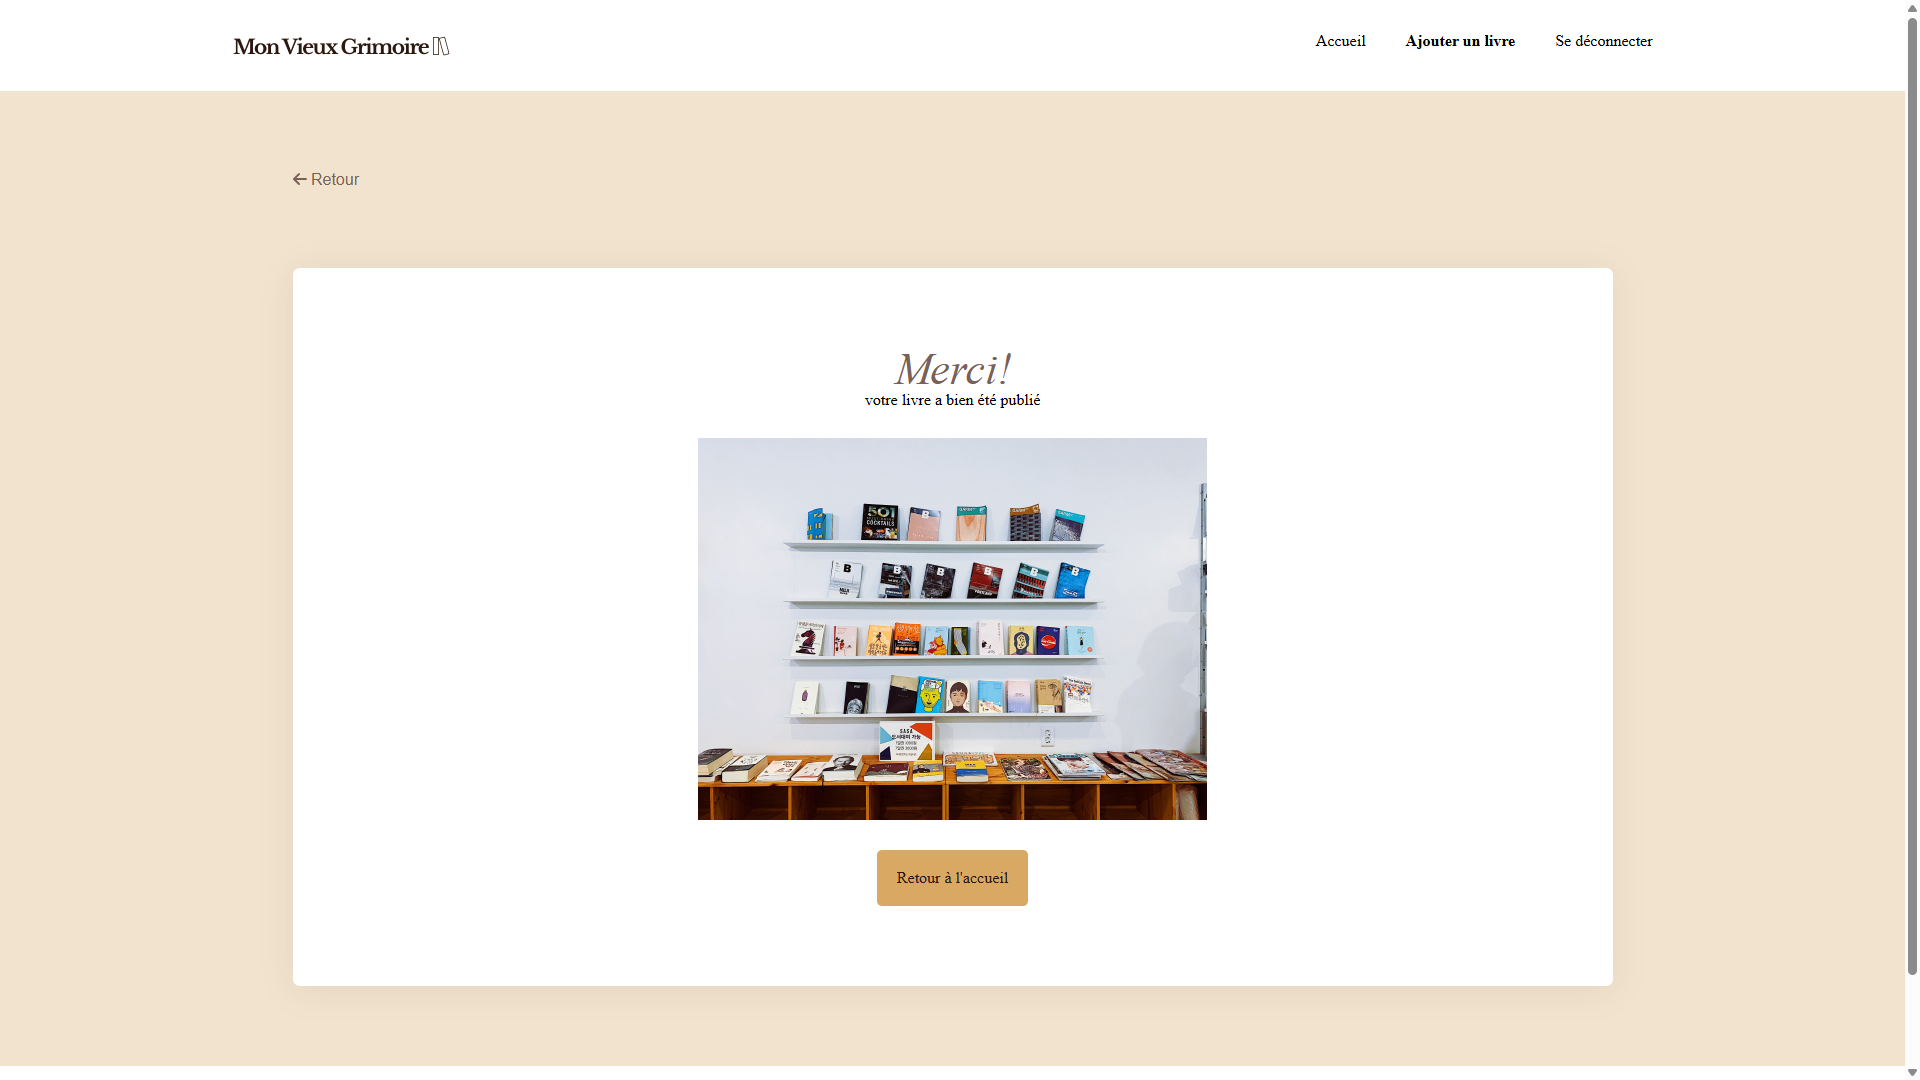 Mon Vieux Grimoire
Accueil
Ajouter un livre
Se déconnecter
Retour
Merci!
votre livre a bien été publié
501
COCKTAILS
B
B
B
B
B
B
B
SASA
Retour à l'accueil